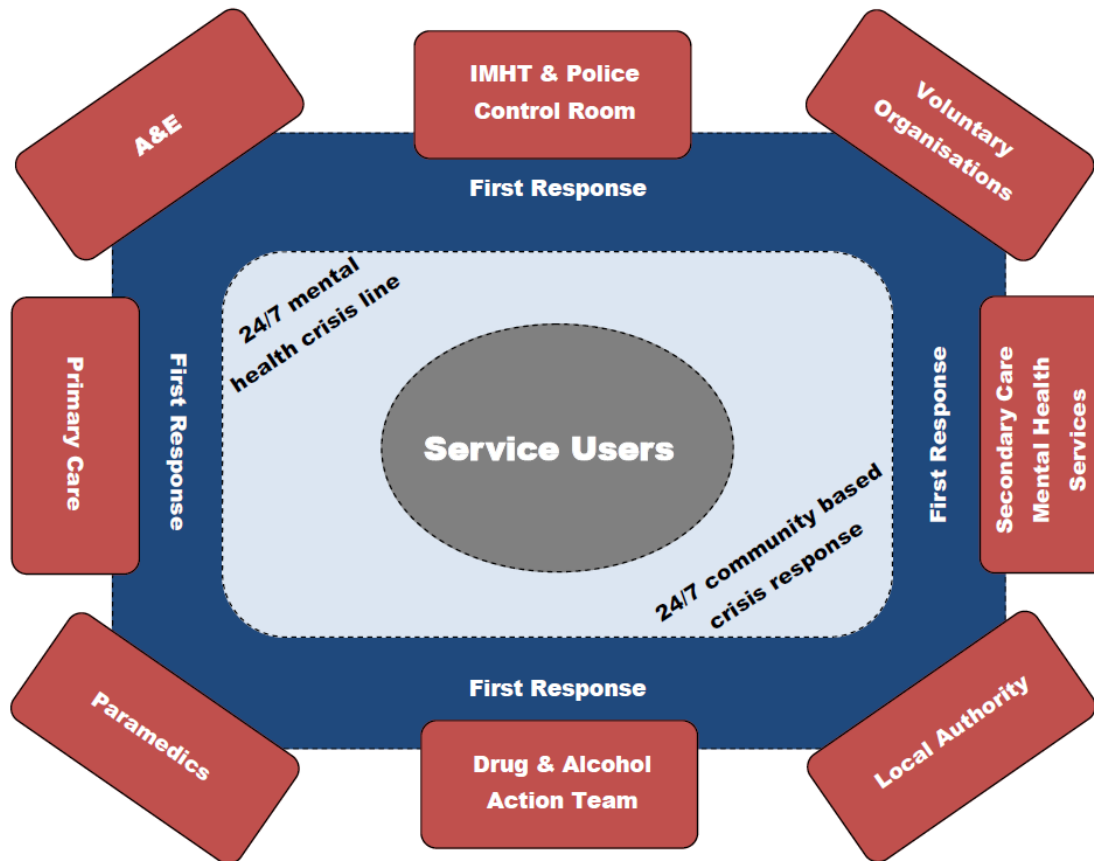 A&E
IMHT & Police
Control Room
Voluntary
Organisations
First Response
24/7 mental
health crisis line
Primary Care
First Response
Service Users
First Response
Secondary Care
Mental Health
Services
24/7 community based
crisis response
First Response
Paramedics
Drug & Alcohol
Action Team
Local Authority